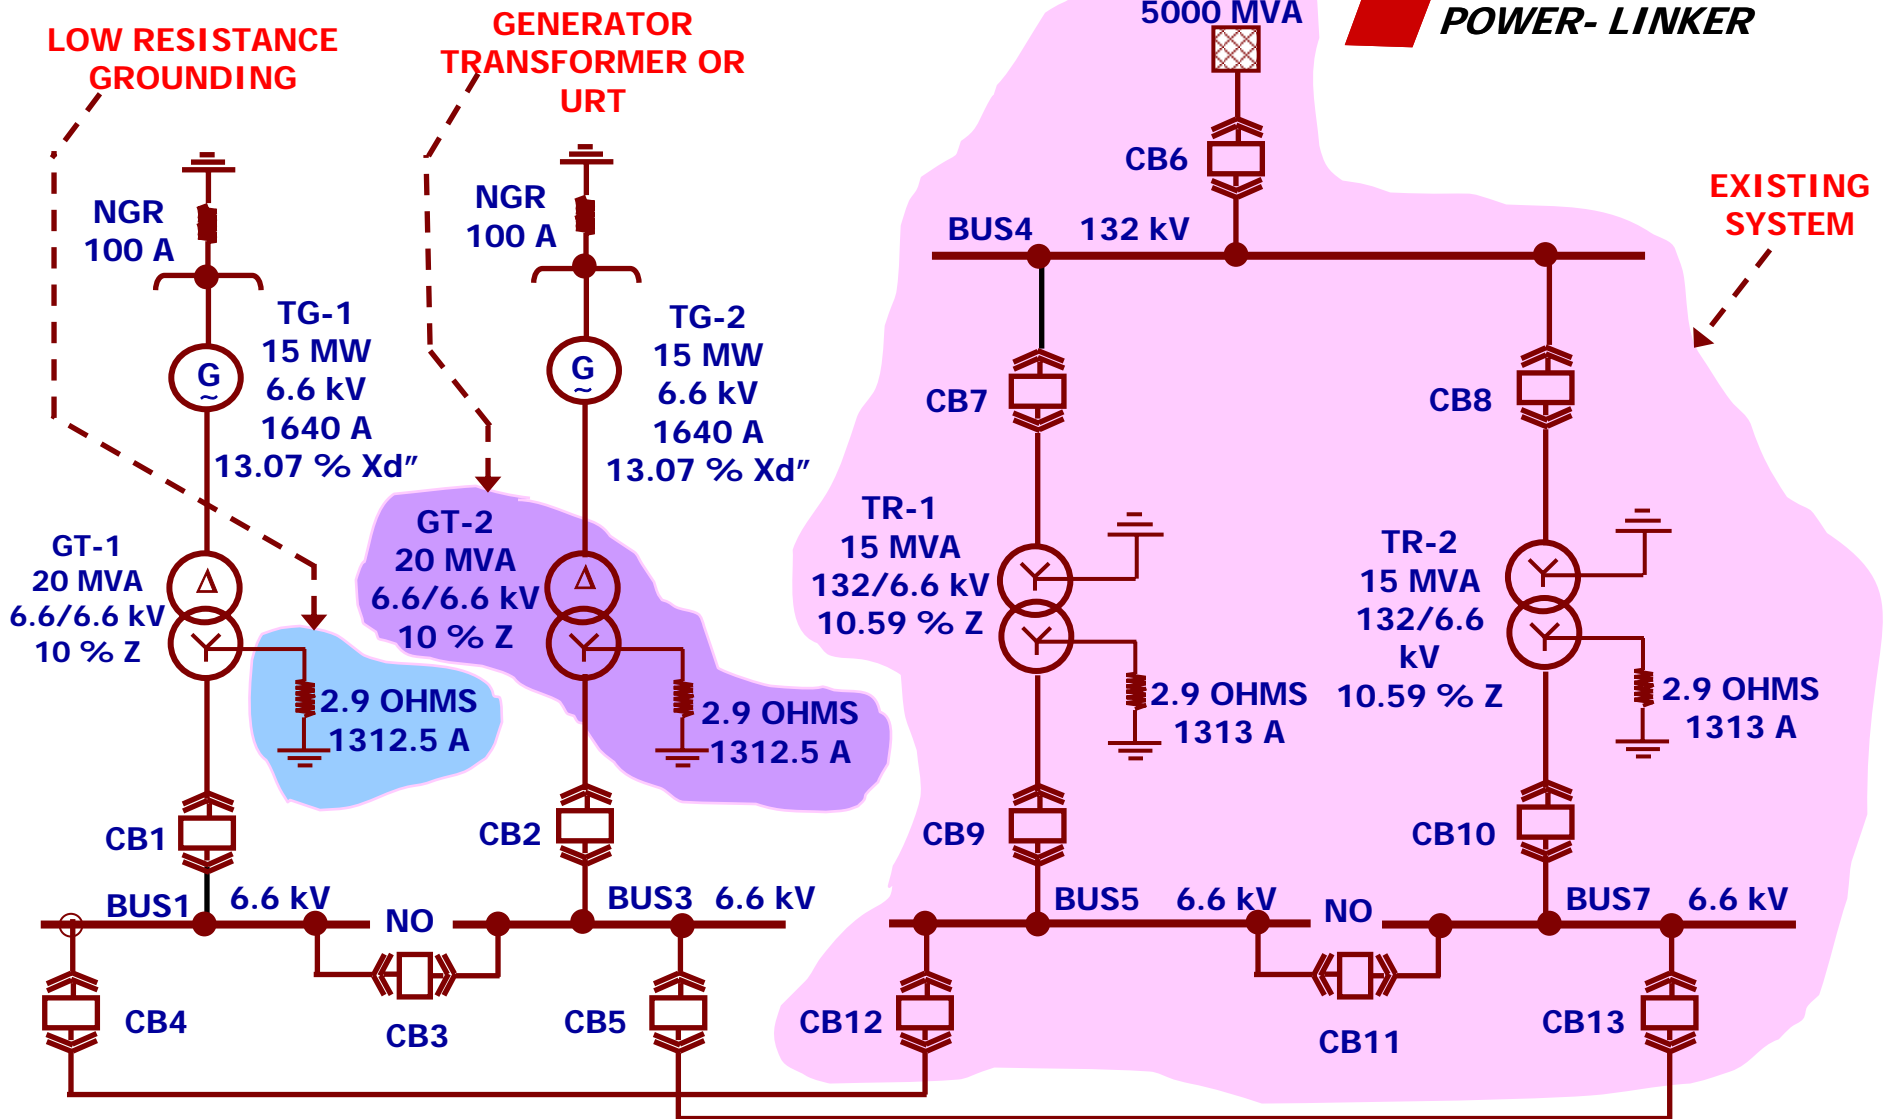 5000 MVA
POWER- LINKER
LOW RESISTANCE
GROUNDING
GENERATOR
TRANSFORMER OR
URT
CB6
EXISTING
SYSTEM
NGR
100 A
NGR
100 A
BUS4 132 kV
TG-1
15 MW
6.6 kV
1640 A
13.07 % Xd”
G
~
TG-2
15 MW
6.6 kV
1640 A
13.07 % Xd”
G
~
CB7
CB8
GT-1
20 MVA
6.6/6.6 kV
10 % Z
Δ
GT-2
20 MVA
6.6/6.6 kV
10 % Z
Δ
TR-1
15 MVA
132/6.6 kV
10.59 % Z
TR-2
15 MVA
132/6.6
kV
10.59 % Z
2.9 OHMS
1312.5 A
2.9 OHMS
1312.5 A
2.9 OHMS
1313 A
2.9 OHMS
1313 A
CB1
CB2
CB9
CB10
BUS1 6.6 kV
NO
BUS3 6.6 kV
BUS5 6.6 kV
NO
BUS7 6.6 kV
CB4
CB3
CB5
CB12
CB11
CB13